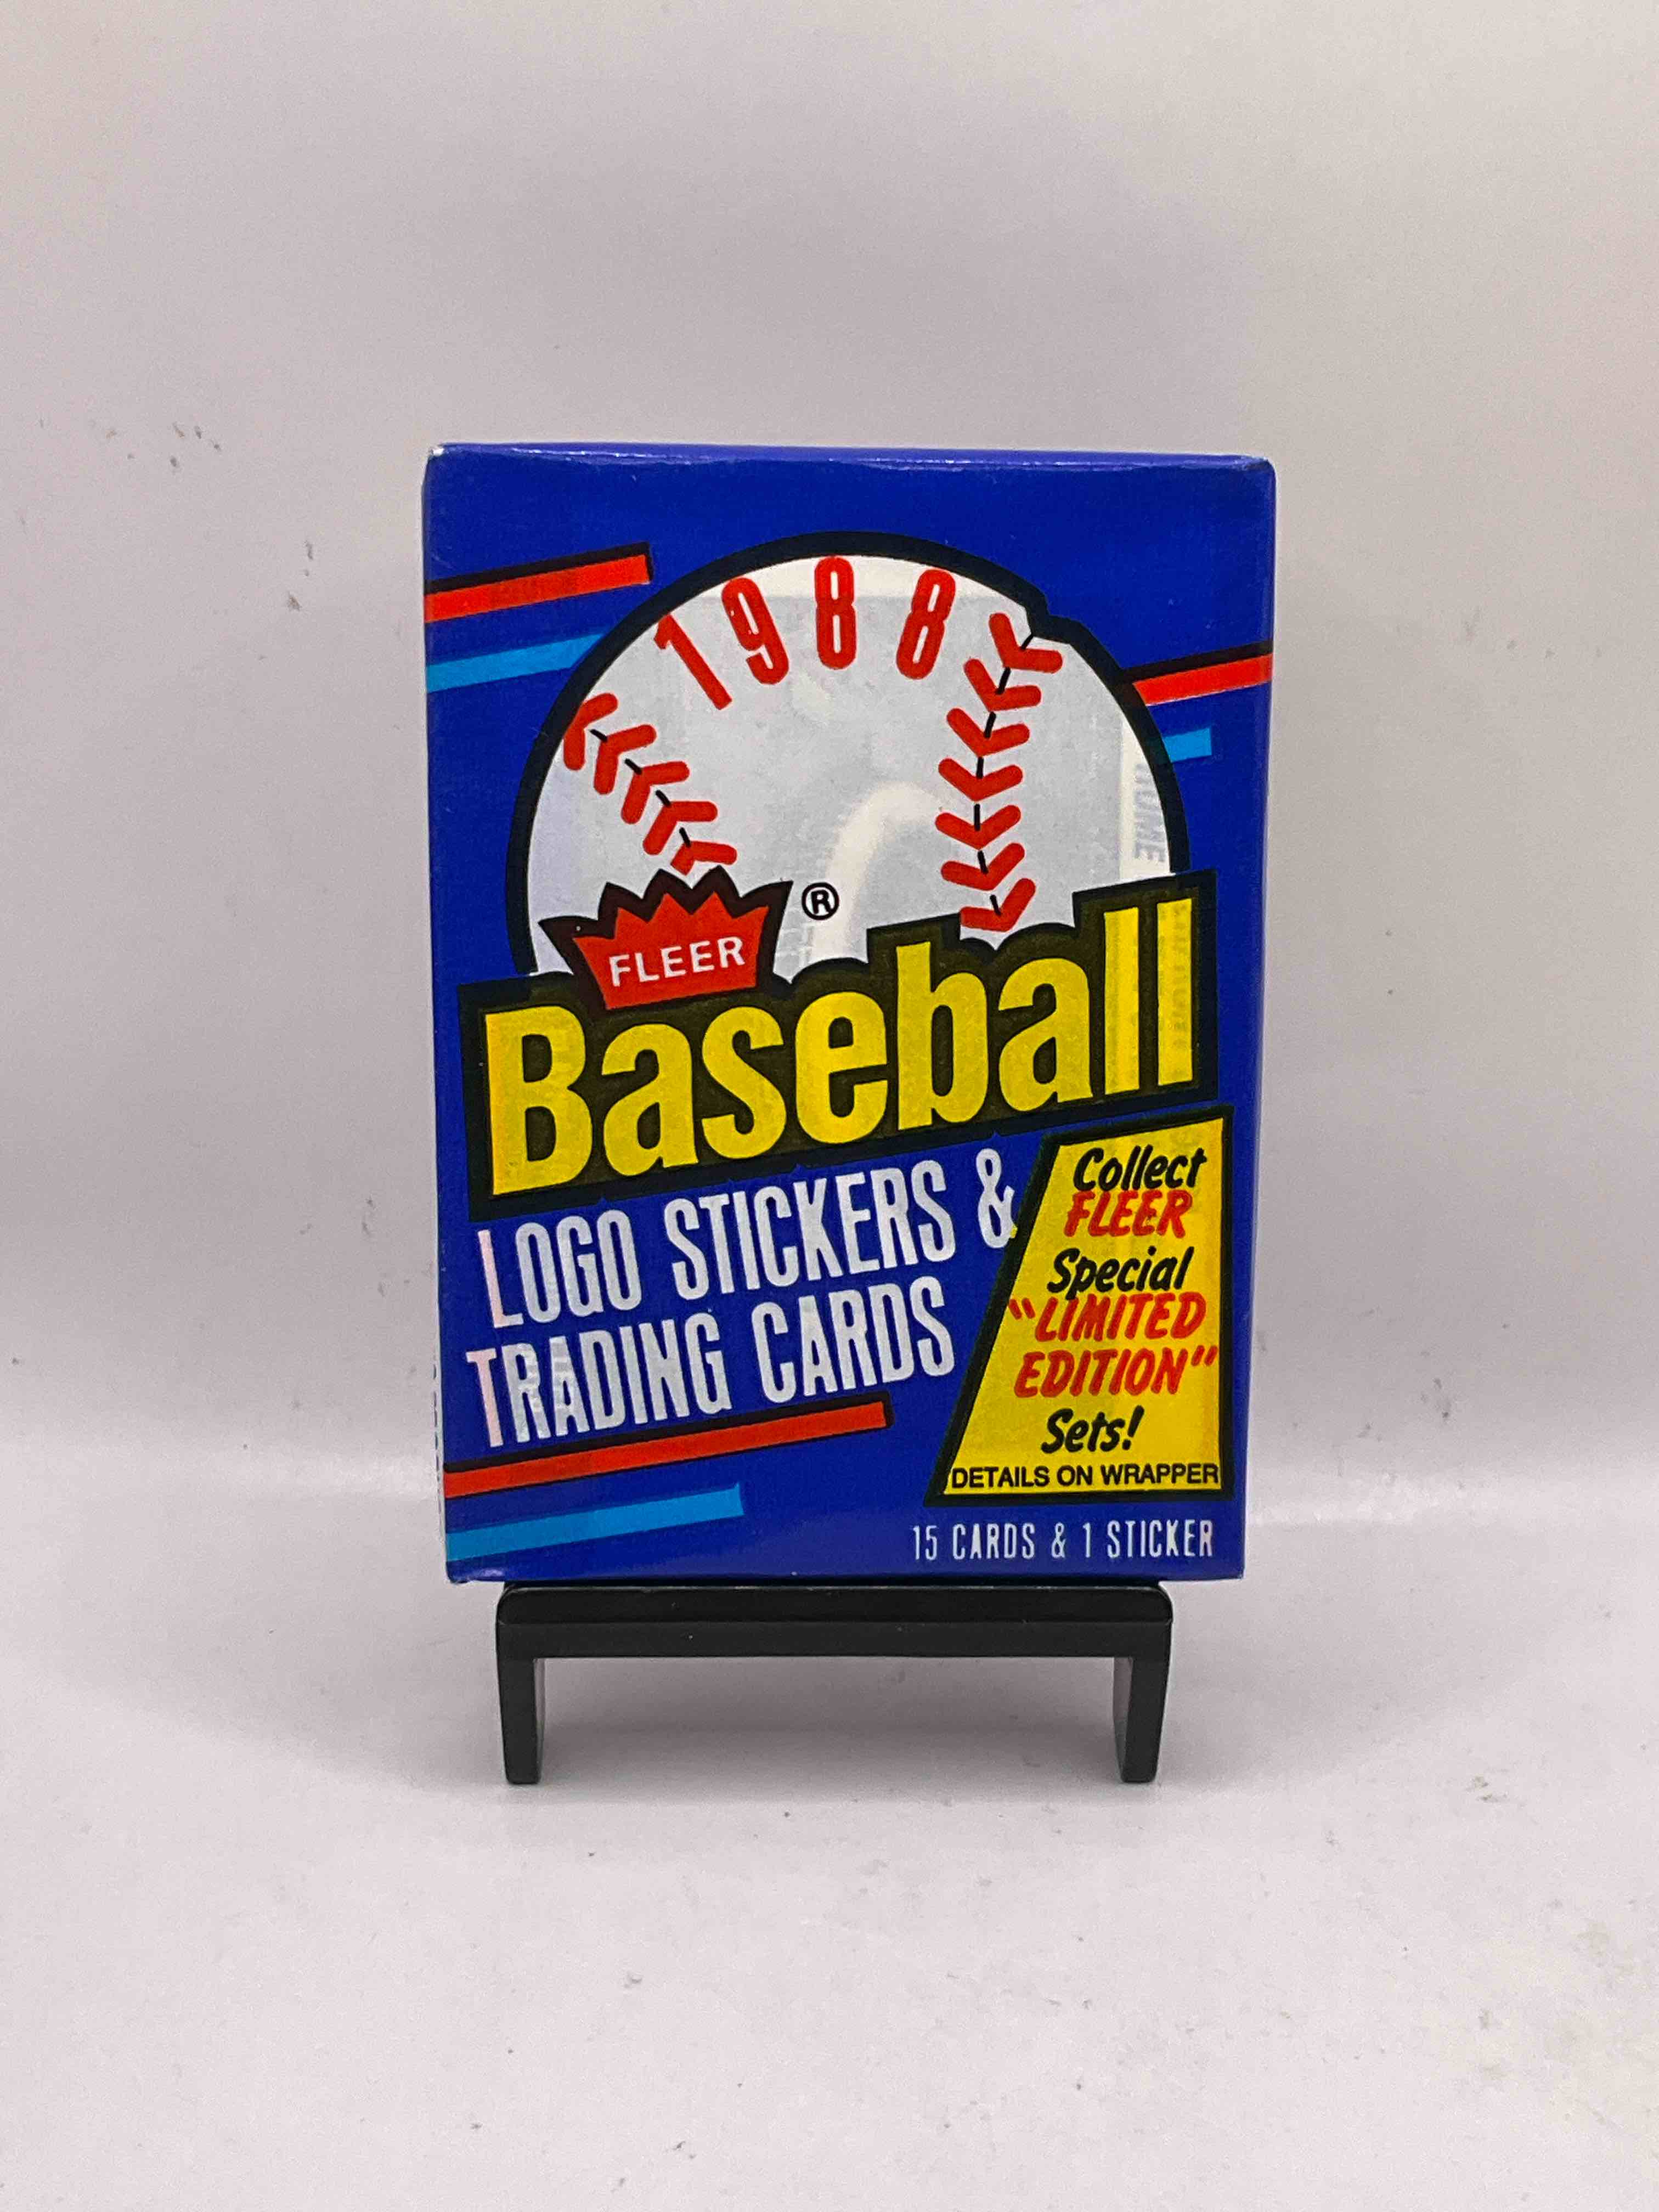 1988
FLEER ®
Baseball
LOGO STICKERS &
TRADING CARDS
Collect
FLEER
Special
"LIMITED
EDITION"
Sets!
DETAILS ON WRAPPER
15 CARDS & 1 STICKER